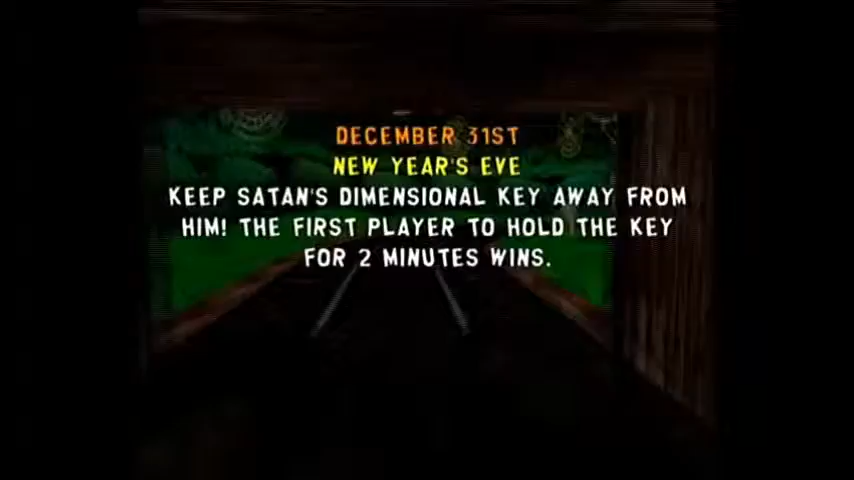 DECEMBER 31ST
NEW YEAR'S EVE
KEEP SATAN'S DIMENSIONAL KEY AWAY FROM
HIM! THE FIRST PLAYER TO HOLD THE KEY
FOR 2 MINUTES WINS.